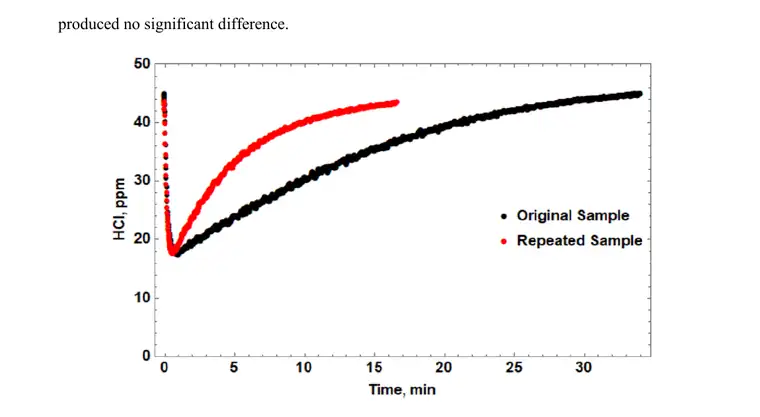 produced no significant difference.
50
40
30
20
10
0
HCl, ppm
Original Sample
Repeated Sample
0 5 10 15 20 25 30
Time, min